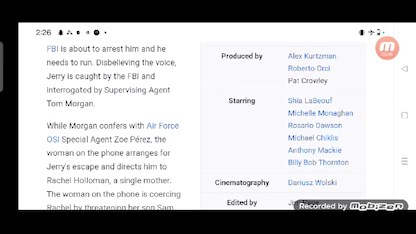 2:26
FBI is about to arrest him and he
needs to run. Disbelieving the voice,
Jerry is caught by the FBI and
interrogated by Supervising Agent
Tom Morgan.
While Morgan confers with Air Force
OSI Special Agent Zoe Pérez, the
woman on the phone arranges for
Jerry's escape and directs him to
Rachel Holloman, a single mother.
The woman on the phone is coercing
Rachel by threatening her son Sam
Produced by
Alex Kurtzman
Roberto Orci
Pat Crowley
Starring
Shia LaBeouf
Michelle Monaghan
Rosario Dawson
Michael Chiklis
Anthony Mackie
Billy Bob Thornton
Cinematography
Dariusz Wolski
Edited by
Recorded by Mobizen